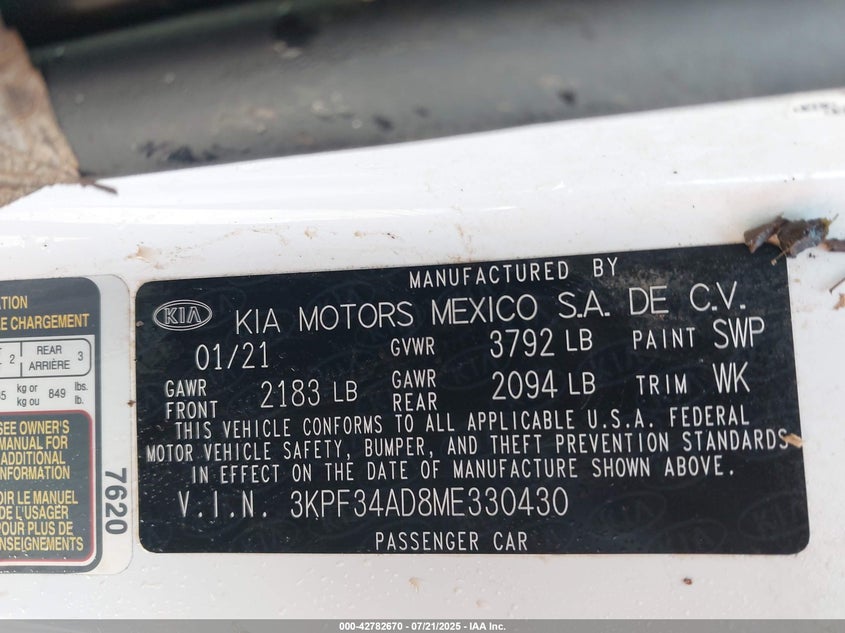 MANUFACTURED BY
KIA KIA MOTORS MEXICO S.A. DE C.V.
01/21 GVWR 3792 LB PAINT SWP
GAWR FRONT 2183 LB GAWR REAR 2094 LB TRIM WK
THIS VEHICLE CONFORMS TO ALL APPLICABLE U.S.A. FEDERAL
MOTOR VEHICLE SAFETY, BUMPER, AND THEFT PREVENTION STANDARDS
IN EFFECT ON THE DATE OF MANUFACTURE SHOWN ABOVE.
V.I.N. 3KPF34AD8ME330430
PASSENGER CAR
CHARGEMENT
2 REAR ARRIÈRE 3
kg or kg ou 849 lbs. lb.
SEE OWNER'S
MANUAL FOR
ADDITIONAL
INFORMATION
LE MANUEL
DE L'USAGER
POUR PLUS DE
7620
000-42782670 - 07/21/2025 - IAA Inc.